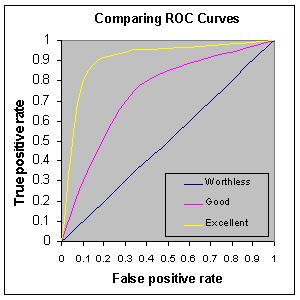 Comparing ROC Curves
True positive rate
1
0.9
0.8
0.7
0.6
0.5
0.4
0.3
0.2
0.1
0
0 0.1 0.2 0.3 0.4 0.5 0.6 0.7 0.8 0.9 1
False positive rate
Worthless
Good
Excellent